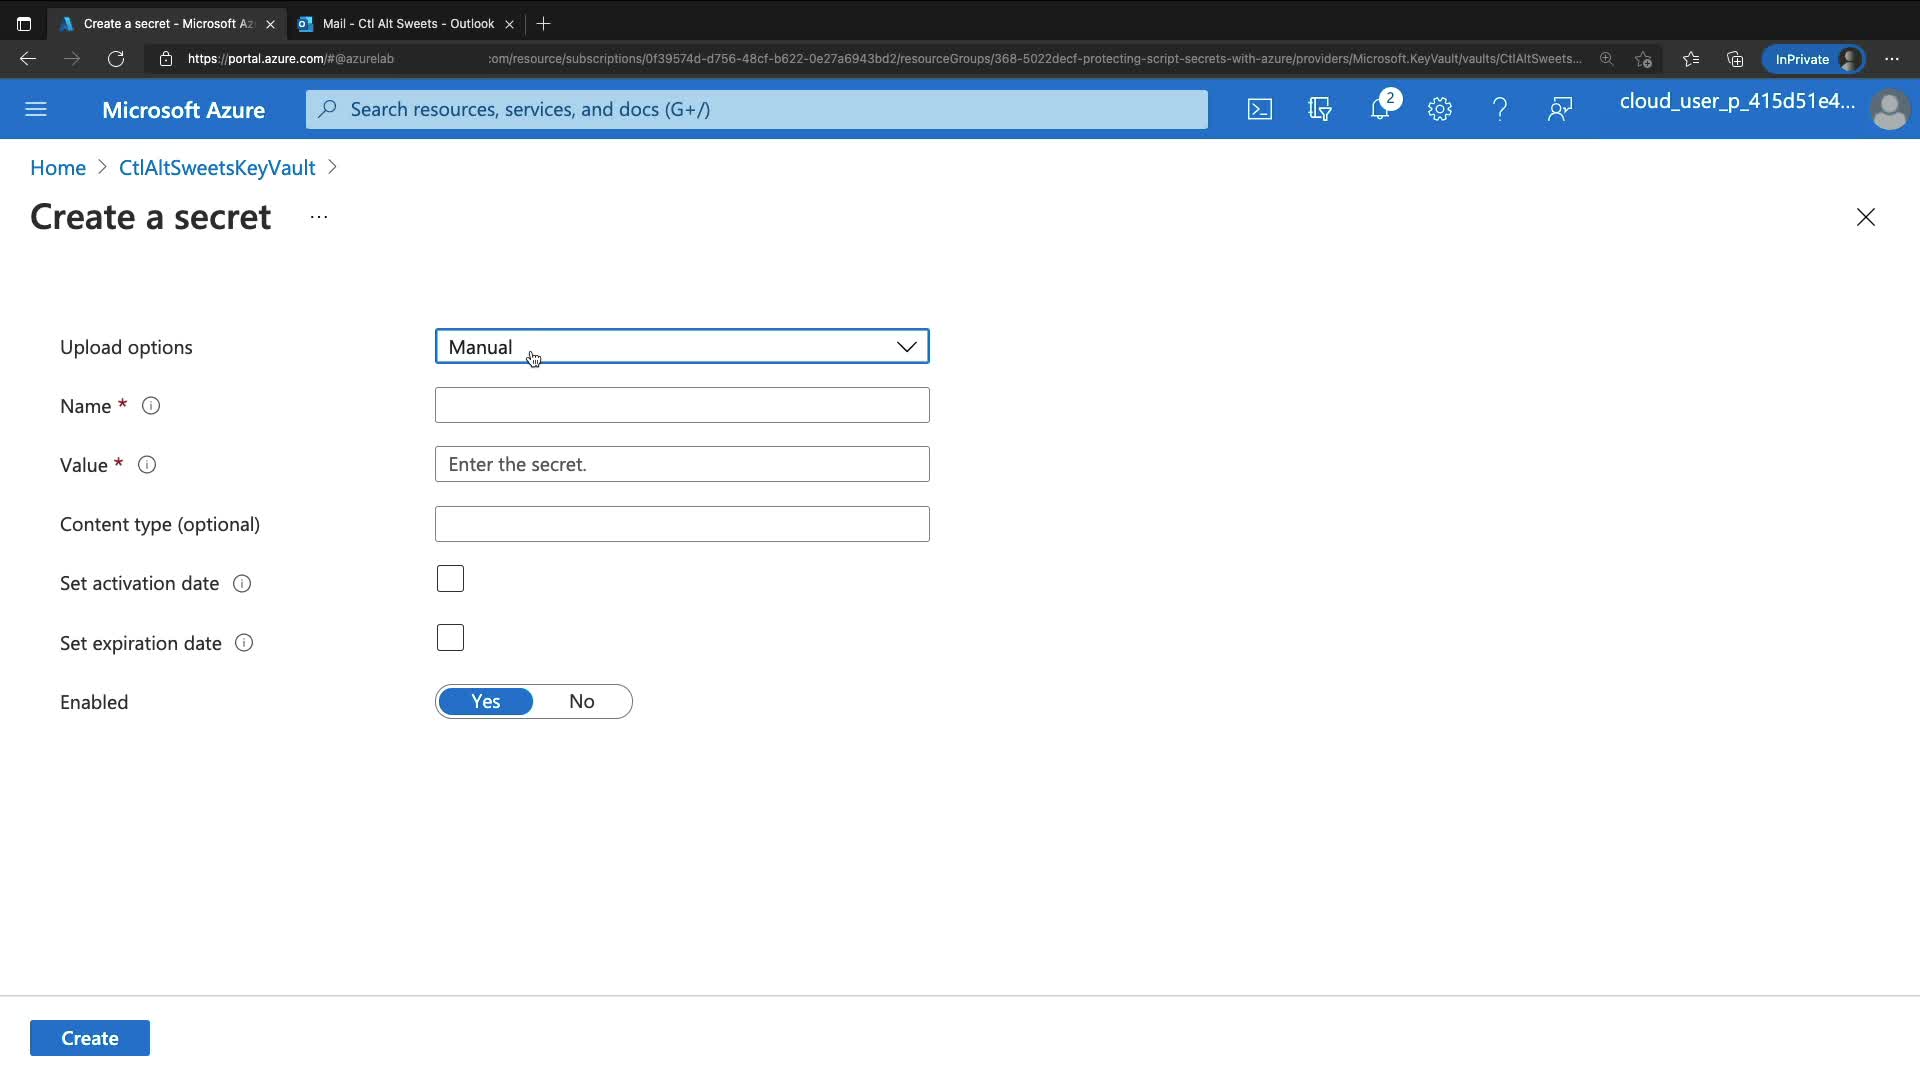 Create a secret - Microsoft Az
Mail - Ctl Alt Sweets - Outlook
https://portal.azure.com/#@azurelab
:om/resource/subscriptions/0f39574d-d756-48cf-b622-0e27a6943bd2/resourceGroups/368-5022decf-protecting-script-secrets-with-azure/providers/Microsoft.KeyVault/vaults/CtlAltSweets...
InPrivate
Microsoft Azure
Search resources, services, and docs (G+/)
2
cloud_user_p_415d51e4...
Home > CtlAltSweetsKeyVault >
Create a secret ...
Upload options
Manual
Name *
Value *
Enter the secret.
Content type (optional)
Set activation date
Set expiration date
Enabled
Yes No
Create